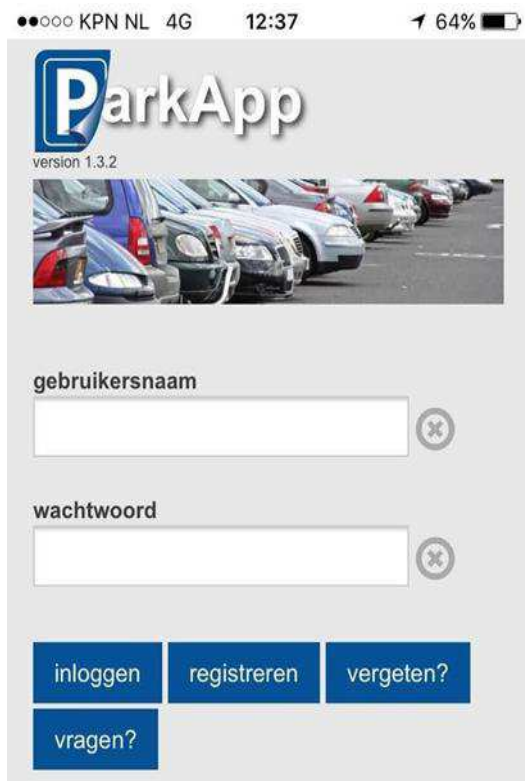 KPN NL 4G 12:37 64%
ParkApp
version 1.3.2
gebruikersnaam
wachtwoord
inloggen registreren vergeten?
vragen?